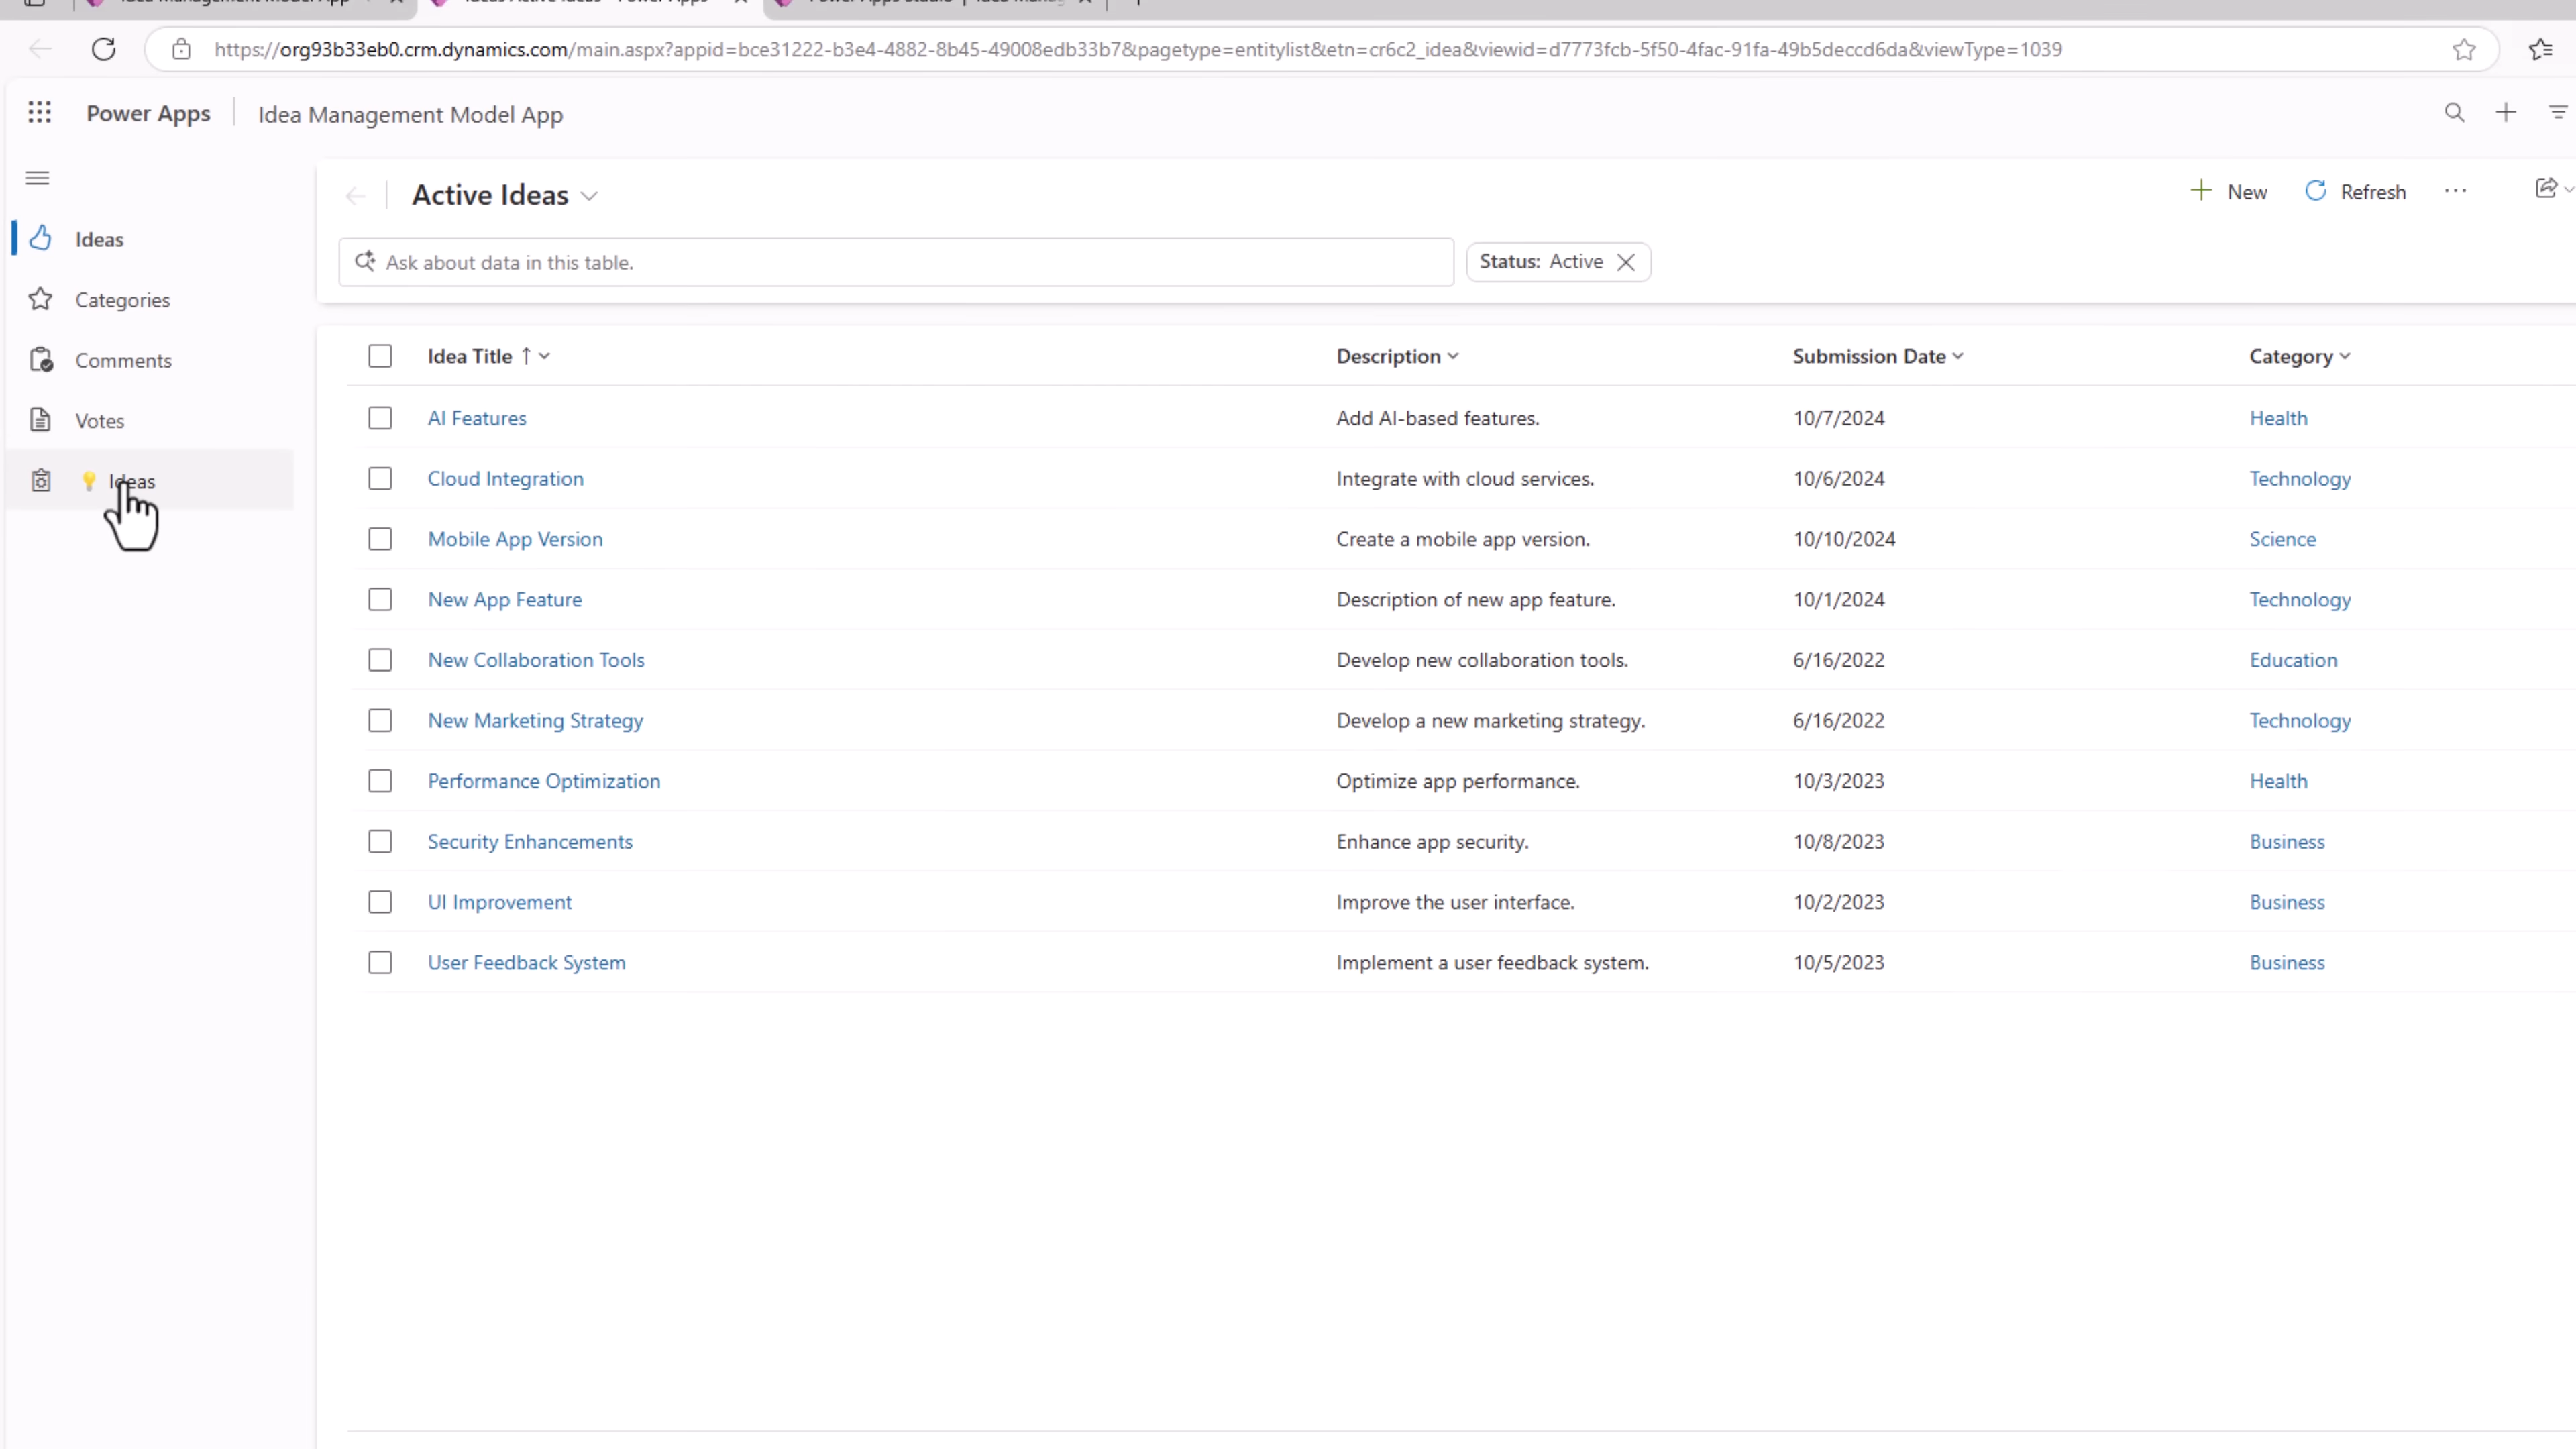 https://org93b33eb0.crm.dynamics.com/main.aspx?appid=bce31222-b3e4-4882-8b45-49008edb33b7&pagetype=entitylist&etn=cr6c2_idea&viewid=d7773fcb-5f50-4fac-91fa-49b5deccd6da&viewType=1039
Power Apps Idea Management Model App
Active Ideas
New Refresh
Ideas
Categories
Comments
Votes
💡 Ideas
Ask about data in this table. Status: Active
Idea Title Description Submission Date Category
AI Features Add AI-based features. 10/7/2024 Health
Cloud Integration Integrate with cloud services. 10/6/2024 Technology
Mobile App Version Create a mobile app version. 10/10/2024 Science
New App Feature Description of new app feature. 10/1/2024 Technology
New Collaboration Tools Develop new collaboration tools. 6/16/2022 Education
New Marketing Strategy Develop a new marketing strategy. 6/16/2022 Technology
Performance Optimization Optimize app performance. 10/3/2023 Health
Security Enhancements Enhance app security. 10/8/2023 Business
UI Improvement Improve the user interface. 10/2/2023 Business
User Feedback System Implement a user feedback system. 10/5/2023 Business